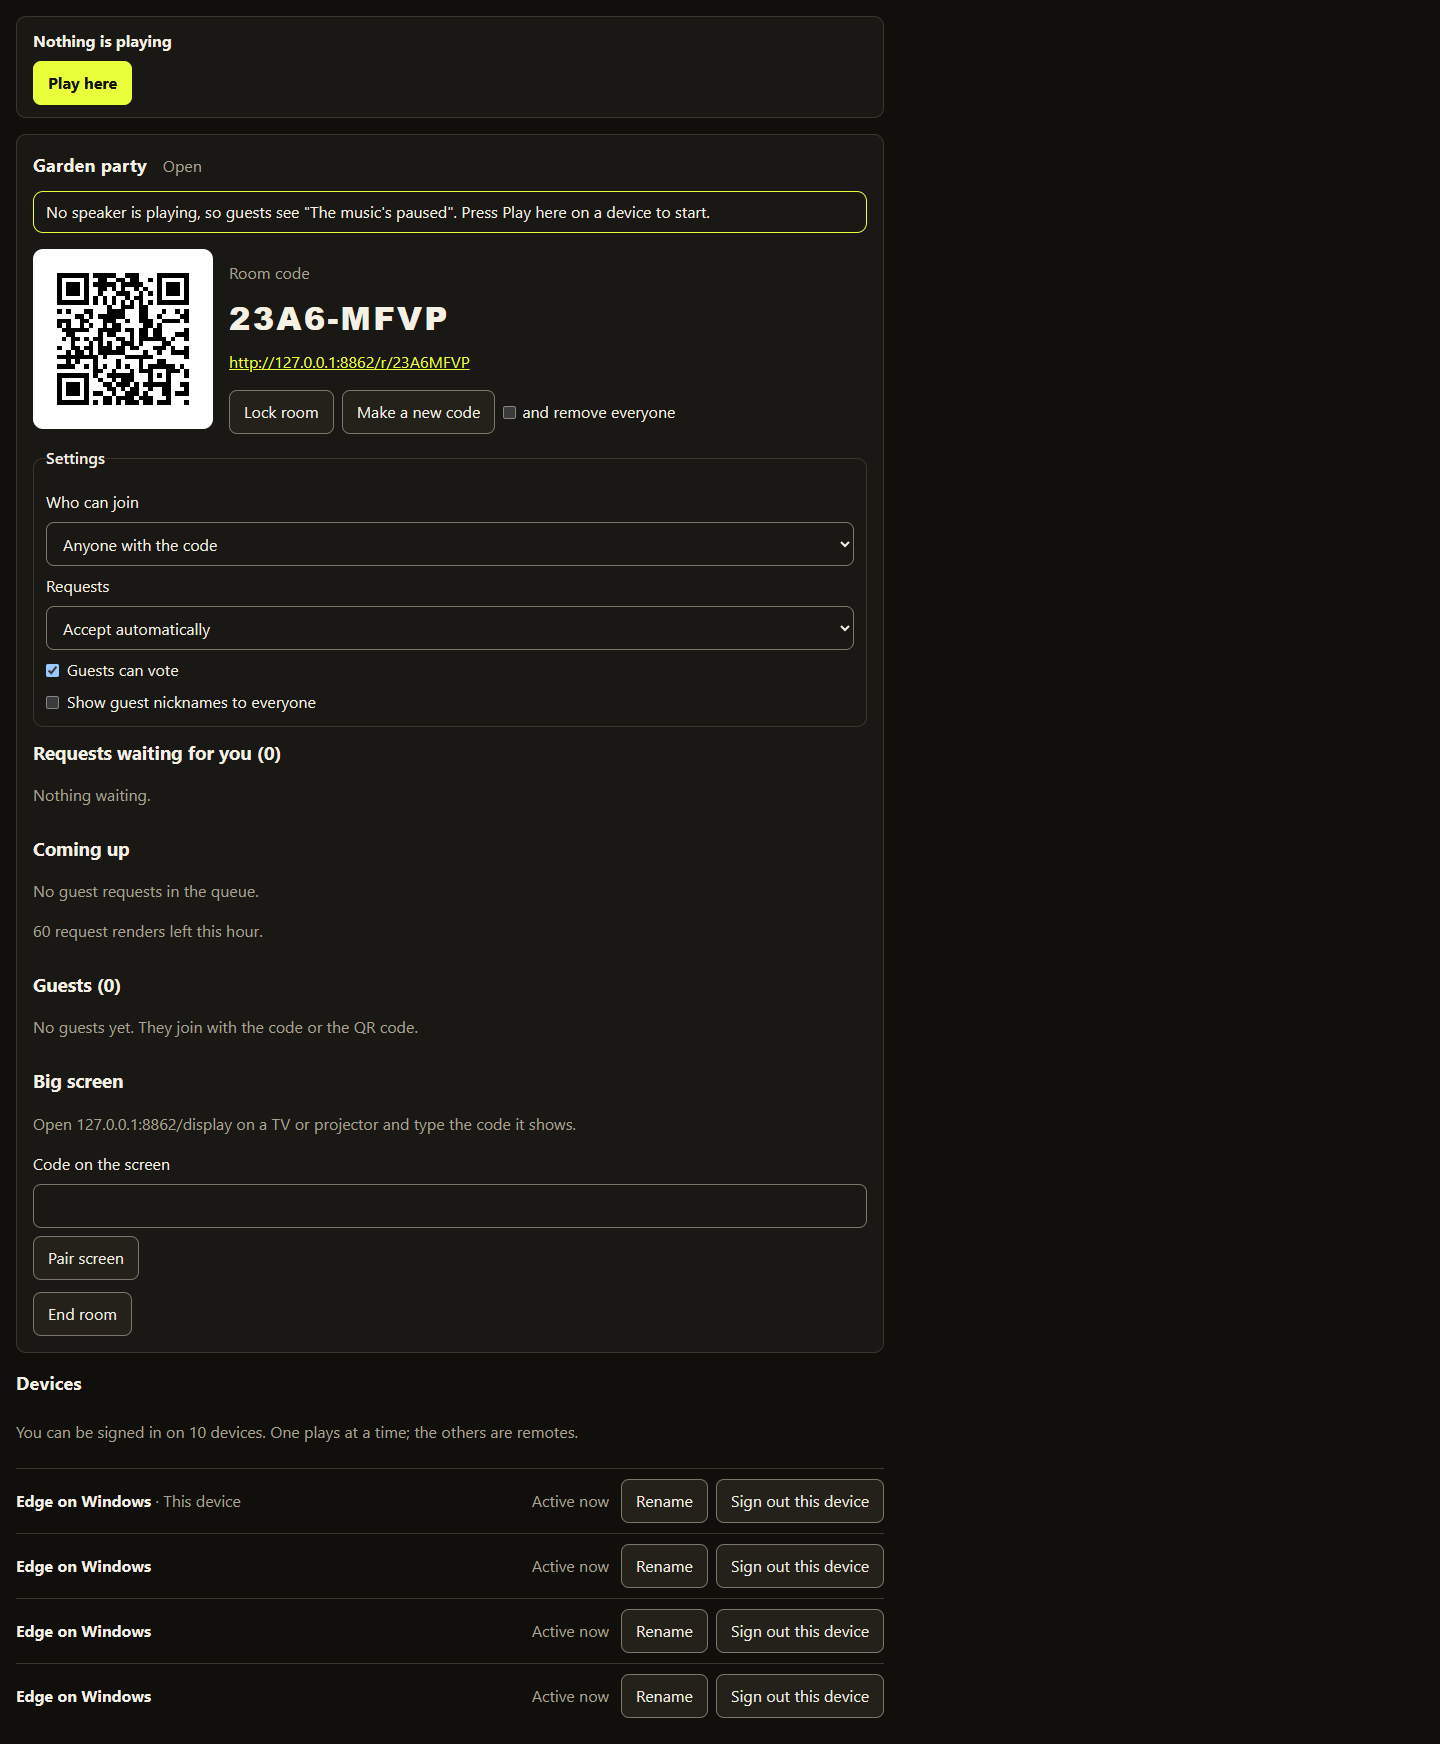 Nothing is playing
Play here
Garden party Open
No speaker is playing, so guests see "The music's paused". Press Play here on a device to start.
Room code
23A6-MFVP
http://127.0.0.1:8862/r/23A6MFVP
Lock room Make a new code and remove everyone
Settings
Who can join
Anyone with the code
Requests
Accept automatically
Guests can vote
Show guest nicknames to everyone
Requests waiting for you (0)
Nothing waiting.
Coming up
No guest requests in the queue.
60 request renders left this hour.
Guests (0)
No guests yet. They join with the code or the QR code.
Big screen
Open 127.0.0.1:8862/display on a TV or projector and type the code it shows.
Code on the screen
Pair screen
End room
Devices
You can be signed in on 10 devices. One plays at a time; the others are remotes.
Edge on Windows · This device Active now Rename Sign out this device
Edge on Windows Active now Rename Sign out this device
Edge on Windows Active now Rename Sign out this device
Edge on Windows Active now Rename Sign out this device